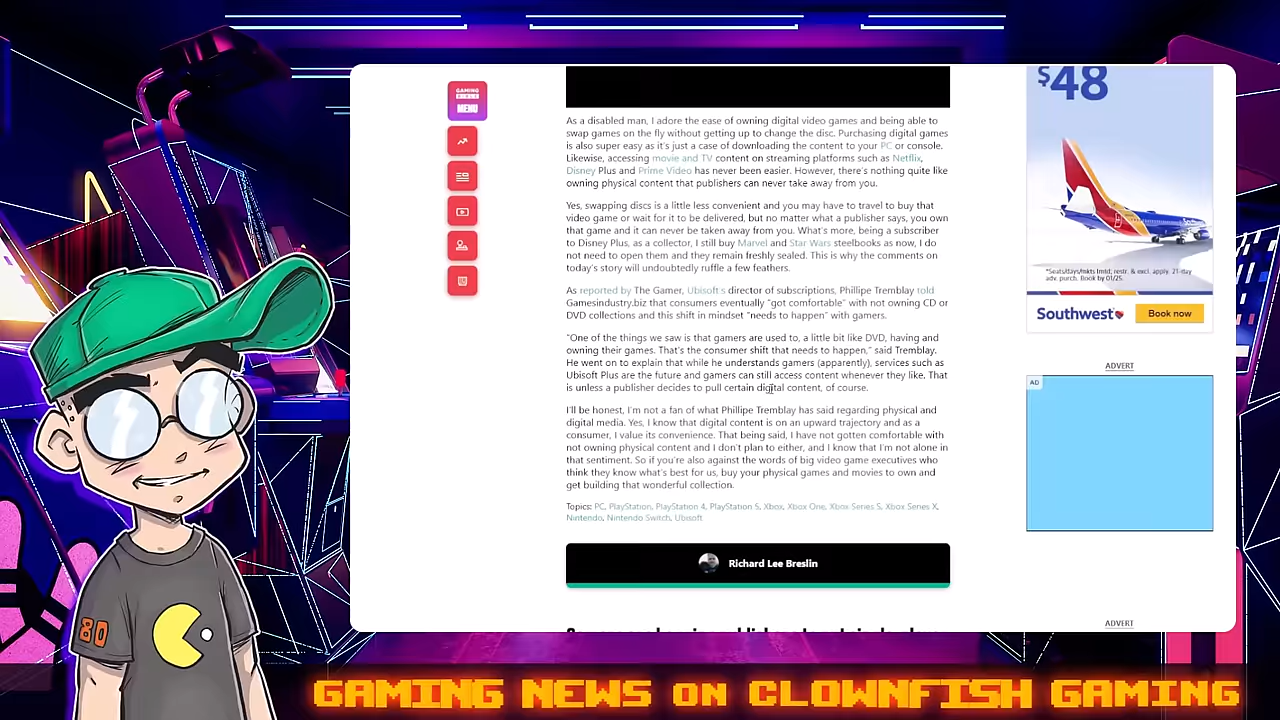 GAMING
BIBLE
MENU
As a disabled man, I adore the ease of owning digital video games and being able to
swap games on the fly without getting up to change the disc. Purchasing digital games
is also super easy as it's just a case of downloading the content to your PC or console.
Likewise, accessing movie and TV content on streaming platforms such as Netflix,
Disney Plus and Prime Video has never been easier. However, there's nothing quite like
owning physical content that publishers can never take away from you.
Yes, swapping discs is a little less convenient and you may have to travel to buy that
video game or wait for it to be delivered, but no matter what a publisher says, you own
that game and it can never be taken away from you. What's more, being a subscriber
to Disney Plus, as a collector, I still buy Marvel and Star Wars steelbooks as now, I do
not need to open them and they remain freshly sealed. This is why the comments on
today's story will undoubtedly ruffle a few feathers.
As reported by The Gamer, Ubisoft's director of subscriptions, Phillipe Tremblay told
Gamesindustry.biz that consumers eventually "got comfortable" with not owning CD or
DVD collections and this shift in mindset "needs to happen" with gamers.
"One of the things we saw is that gamers are used to, a little bit like DVD, having and
owning their games. That's the consumer shift that needs to happen," said Tremblay.
He went on to explain that while he understands gamers (apparently), services such as
Ubisoft Plus are the future and gamers can still access content whenever they like. That
is unless a publisher decides to pull certain digital content, of course.
I'll be honest, I'm not a fan of what Phillipe Tremblay has said regarding physical and
digital media. Yes, I know that digital content is on an upward trajectory and as a
consumer, I value its convenience. That being said, I have not gotten comfortable with
not owning physical content and I don't plan to either, and I know that I'm not alone in
that sentiment. So if you're also against the words of big video game executives who
think they know what's best for us, buy your physical games and movies to own and
get building that wonderful collection.
Topics: PC, PlayStation, PlayStation 4, PlayStation 5, Xbox, Xbox One, Xbox Series S, Xbox Series X,
Nintendo, Nintendo Switch, Ubisoft
Richard Lee Breslin
$48
*Seats/days/mkts lmtd; restr. & excl. apply. 21-day
adv. purch. Book by 01/25.
Southwest
Book now
ADVERT
AD
ADVERT
80
GAMING NEWS ON CLOWNFISH GAMING